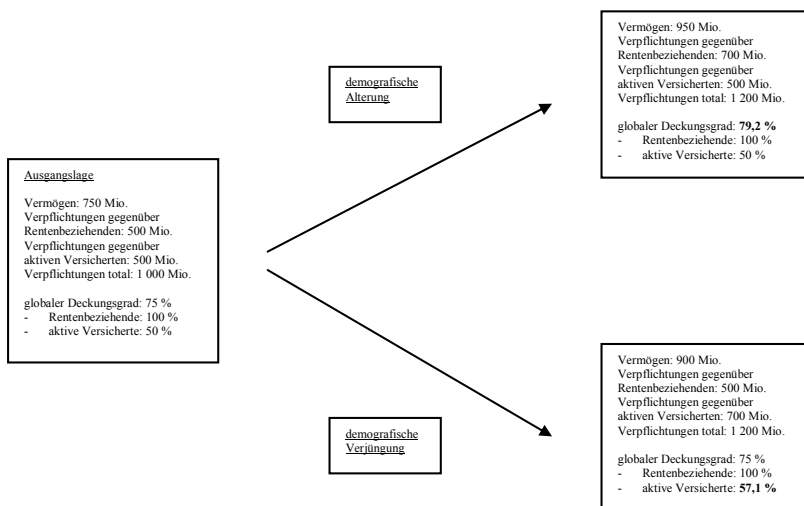 Ausgangslage
Vermögen: 750 Mio.
Verpflichtungen gegenüber
Rentenbeziehenden: 500 Mio.
Verpflichtungen gegenüber
aktiven Versicherten: 500 Mio.
Verpflichtungen total: 1 000 Mio.
globaler Deckungsgrad: 75 %
- Rentenbeziehende: 100 %
- aktive Versicherte: 50 %
demografische
Alterung
Vermögen: 950 Mio.
Verpflichtungen gegenüber
Rentenbeziehenden: 700 Mio.
Verpflichtungen gegenüber
aktiven Versicherten: 500 Mio.
Verpflichtungen total: 1 200 Mio.
globaler Deckungsgrad: 79,2 %
- Rentenbeziehende: 100 %
- aktive Versicherte: 50 %
demografische
Verjüngung
Vermögen: 900 Mio.
Verpflichtungen gegenüber
Rentenbeziehenden: 500 Mio.
Verpflichtungen gegenüber
aktiven Versicherten: 700 Mio.
Verpflichtungen total: 1 200 Mio.
globaler Deckungsgrad: 75 %
- Rentenbeziehende: 100 %
- aktive Versicherte: 57,1 %